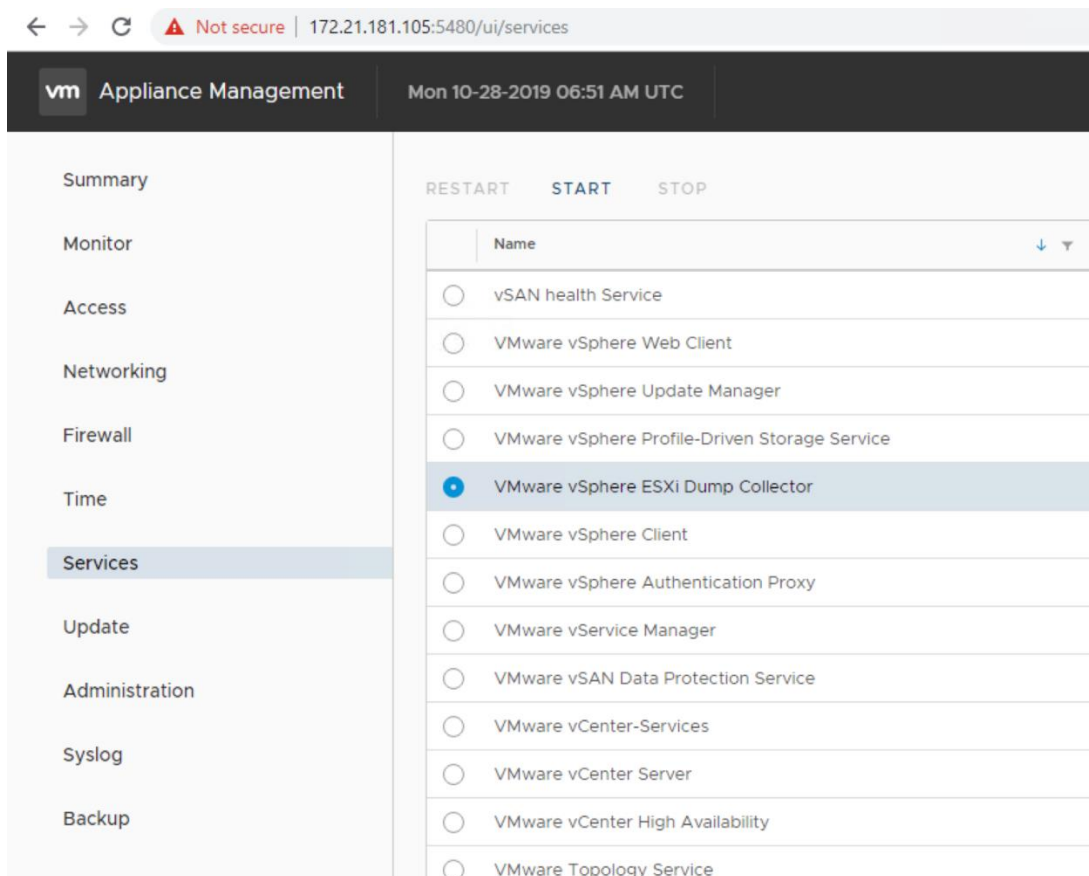 Not secure | 172.21.181.105:5480/ui/services
vm Appliance Management Mon 10-28-2019 06:51 AM UTC
Summary
Monitor
Access
Networking
Firewall
Time
Services
Update
Administration
Syslog
Backup
RESTART START STOP
Name
vSAN health Service
VMware vSphere Web Client
VMware vSphere Update Manager
VMware vSphere Profile-Driven Storage Service
VMware vSphere ESXi Dump Collector
VMware vSphere Client
VMware vSphere Authentication Proxy
VMware vService Manager
VMware vSAN Data Protection Service
VMware vCenter-Services
VMware vCenter Server
VMware vCenter High Availability
VMware Topology Service